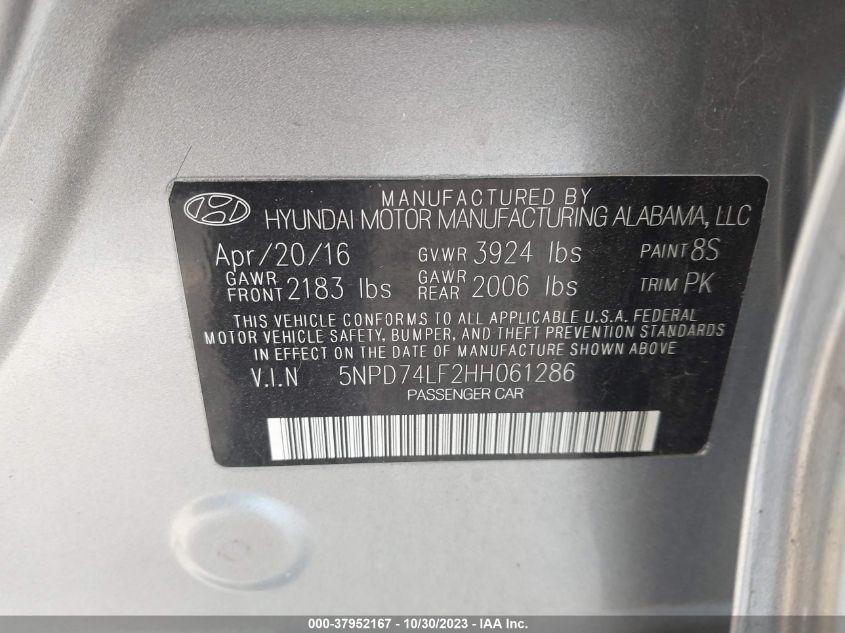 MANUFACTURED BY
HYUNDAI MOTOR MANUFACTURING ALABAMA, LLC
Apr/20/16 GVWR 3924 lbs PAINT 8S
GAWR FRONT 2183 lbs GAWR REAR 2006 lbs TRIM PK
THIS VEHICLE CONFORMS TO ALL APPLICABLE U.S.A. FEDERAL
MOTOR VEHICLE SAFETY, BUMPER, AND THEFT PREVENTION STANDARDS
IN EFFECT ON THE DATE OF MANUFACTURE SHOWN ABOVE
V.I.N 5NPD74LF2HH061286
PASSENGER CAR
000-37952167 - 10/30/2023 - IAA Inc.